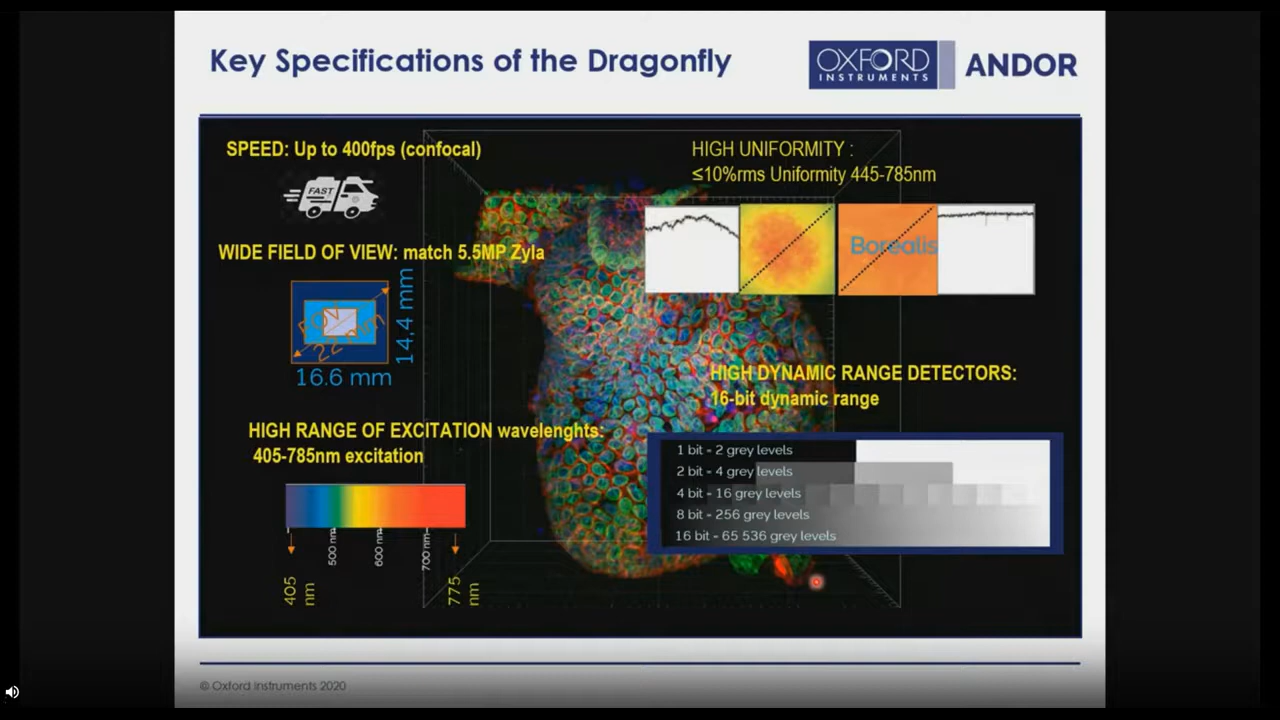 Key Specifications of the Dragonfly
OXFORD
INSTRUMENTS
ANDOR
SPEED: Up to 400fps (confocal)
FAST
WIDE FIELD OF VIEW: match 5.5MP Zyla
FOV
22 mm
14.4 mm
16.6 mm
HIGH RANGE OF EXCITATION wavelenghts:
405-785nm excitation
405 nm
500 nm
600 nm
700 nm
775 nm
HIGH UNIFORMITY :
≤10%rms Uniformity 445-785nm
Borealis
HIGH DYNAMIC RANGE DETECTORS:
16-bit dynamic range
1 bit = 2 grey levels
2 bit = 4 grey levels
4 bit = 16 grey levels
8 bit = 256 grey levels
16 bit = 65 536 grey levels
© Oxford Instruments 2020